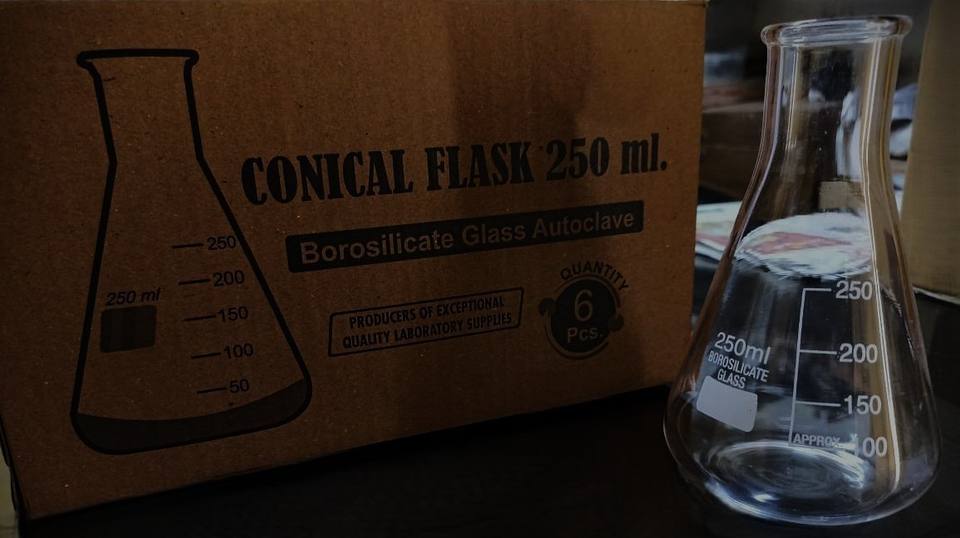 CONICAL FLASK 250 ml.
Borosilicate Glass Autoclave
PRODUCERS OF EXCEPTIONAL
QUALITY LABORATORY SUPPLIES
QUANTITY
6
Pcs.
250
200
250 ml
150
100
50
250
250ml
BOROSILICATE
GLASS
200
150
APPROX. 100